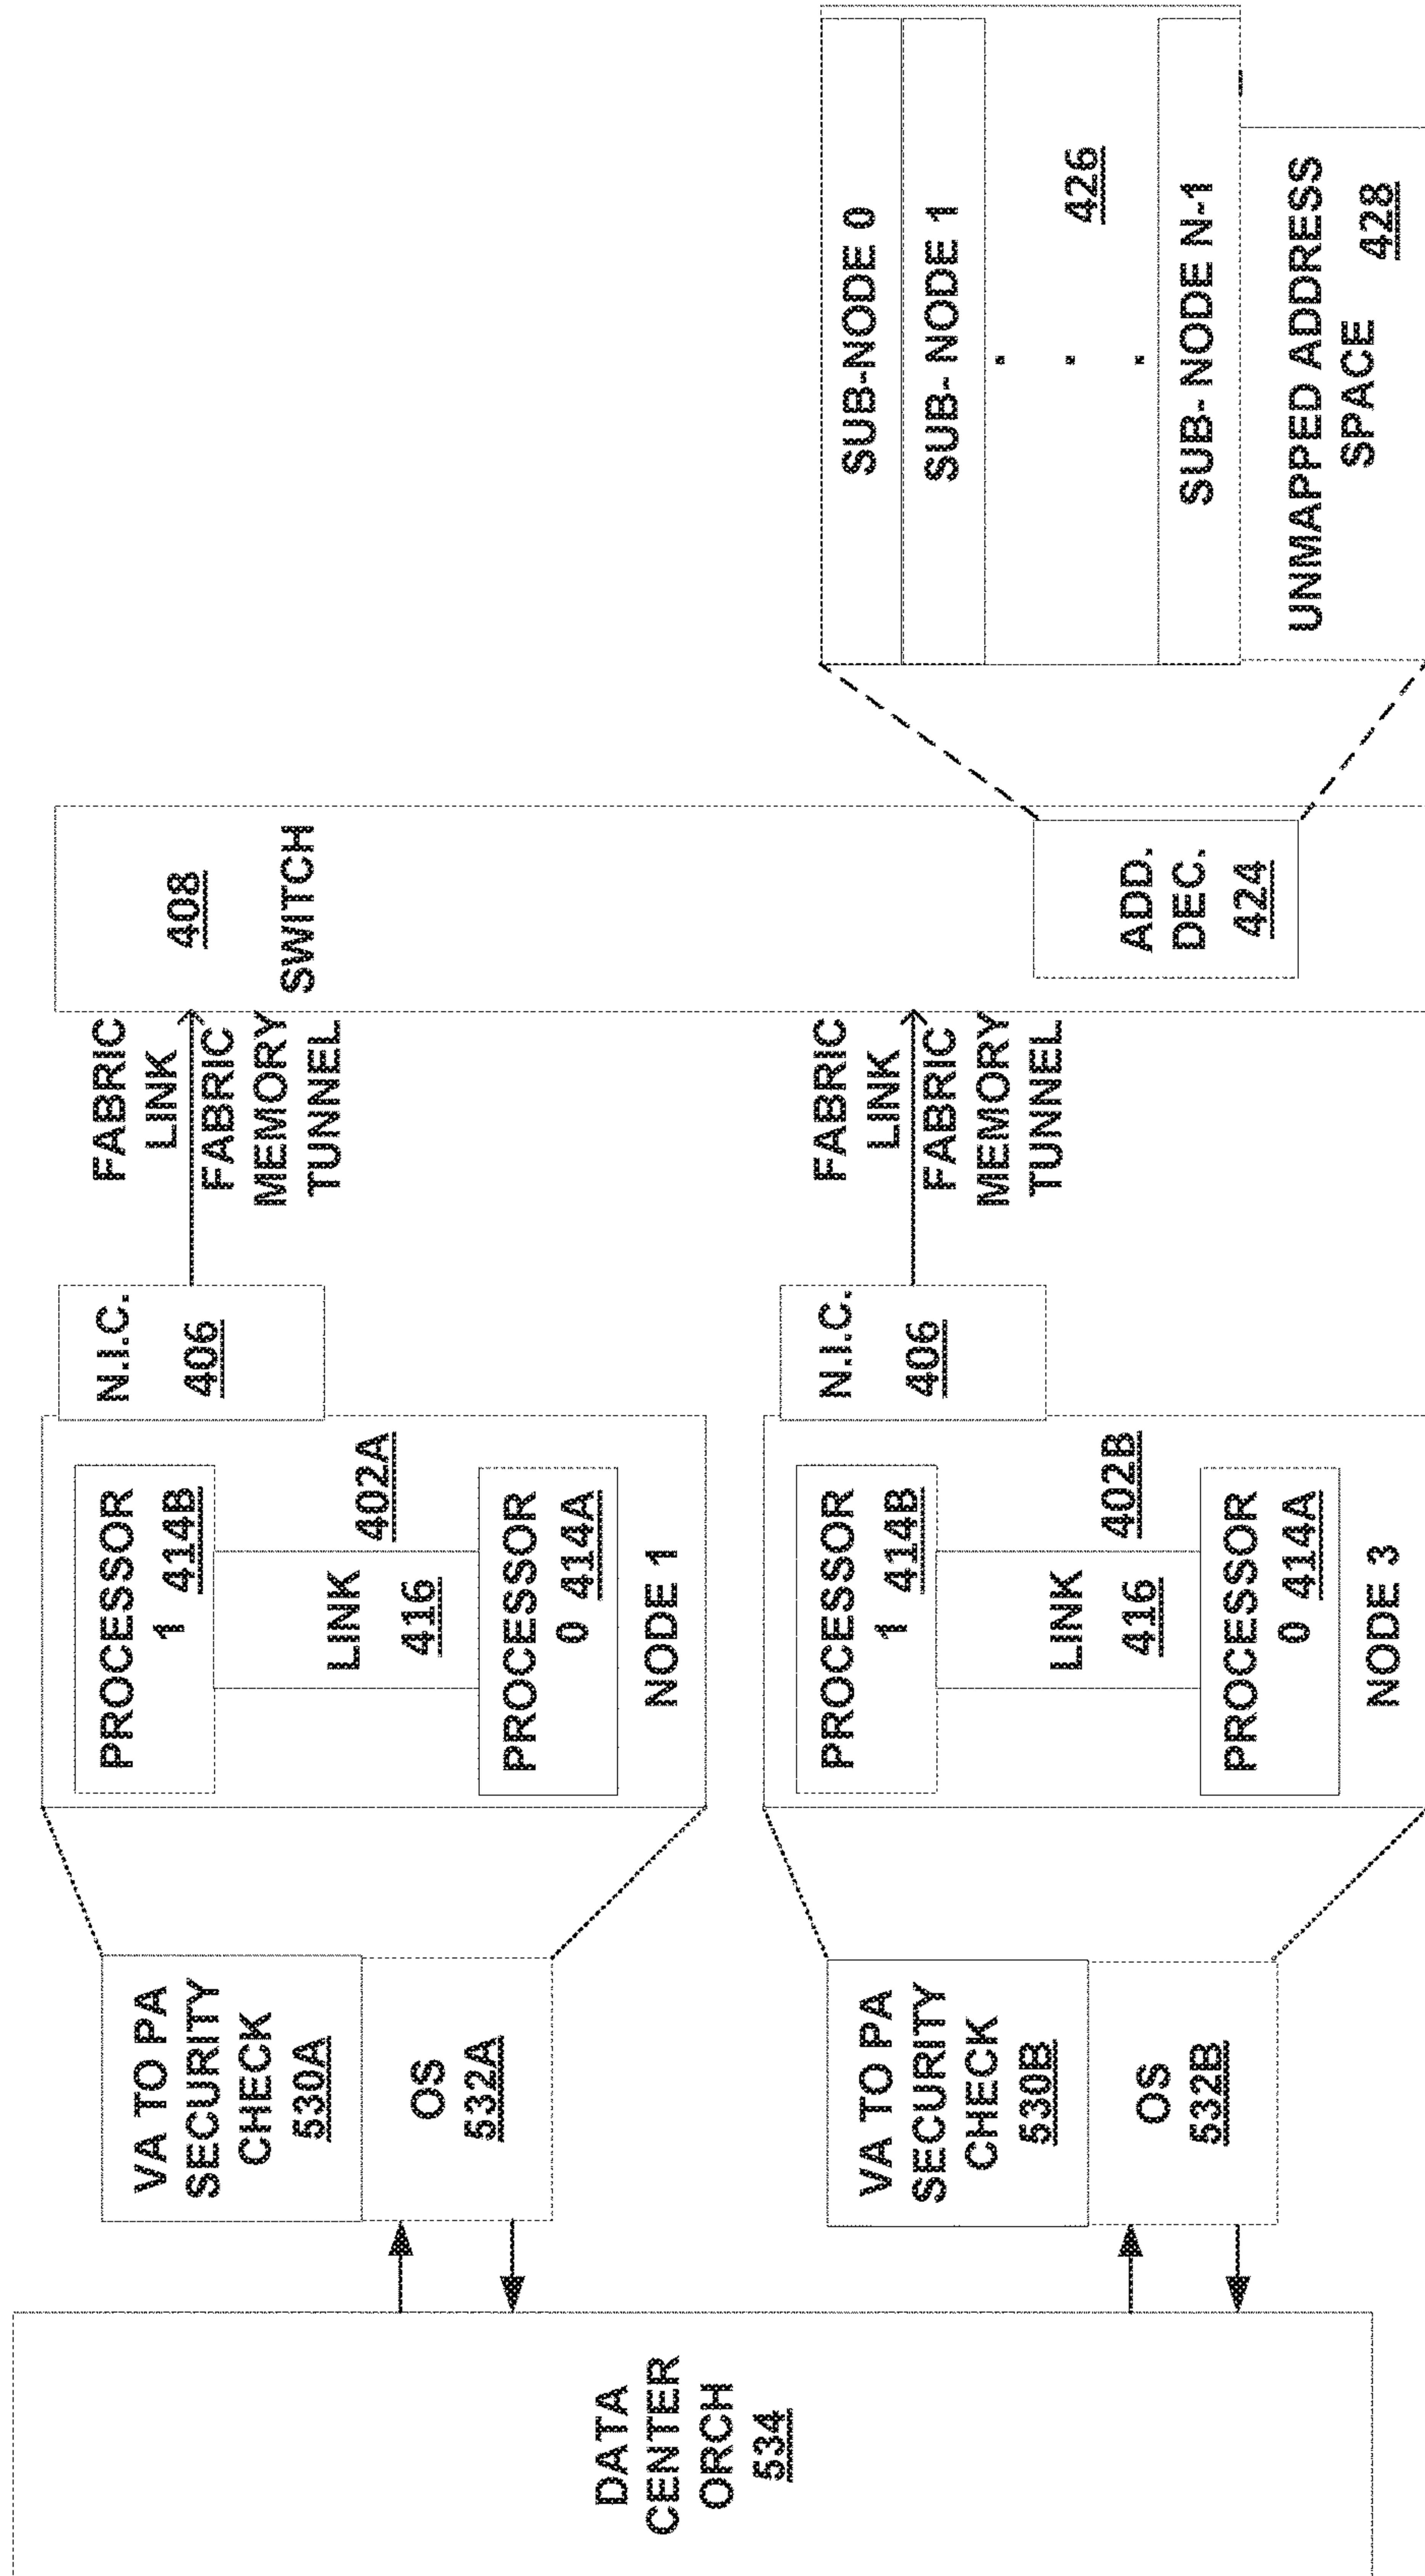 DATA
CENTER
ORCH
534
VA TO PA
SECURITY
CHECK
530A
OS
532A
PROCESSOR
1 414B
LINK
416
402A
PROCESSOR
0 414A
NODE 1
N.I.C.
406
FABRIC
LINK
FABRIC
MEMORY
TUNNEL
VA TO PA
SECURITY
CHECK
530B
OS
532B
PROCESSOR
1 414B
LINK
416
402B
PROCESSOR
0 414A
NODE 3
N.I.C.
406
FABRIC
LINK
FABRIC
MEMORY
TUNNEL
408
SWITCH
ADD.
DEC.
424
SUB-NODE 0
SUB- NODE 1
.
.
.
426
SUB- NODE N-1
UNMAPPED ADDRESS
SPACE 428